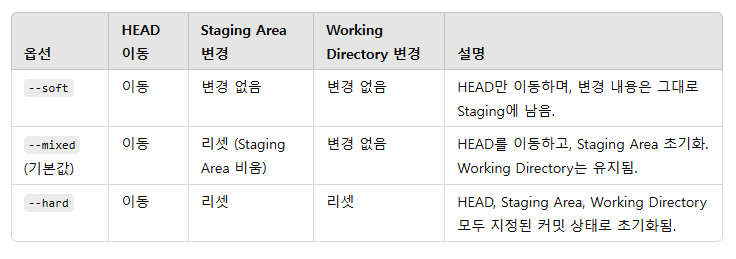 옵션
HEAD
이동
Staging Area
변경
Working
Directory 변경
설명
--soft
이동
변경 없음
변경 없음
HEAD만 이동하며, 변경 내용은 그대로
Staging에 남음.
--mixed
(기본값)
이동
리셋 (Staging
Area 비움)
변경 없음
HEAD를 이동하고, Staging Area 초기화.
Working Directory는 유지됨.
--hard
이동
리셋
리셋
HEAD, Staging Area, Working Directory
모두 지정된 커밋 상태로 초기화됨.